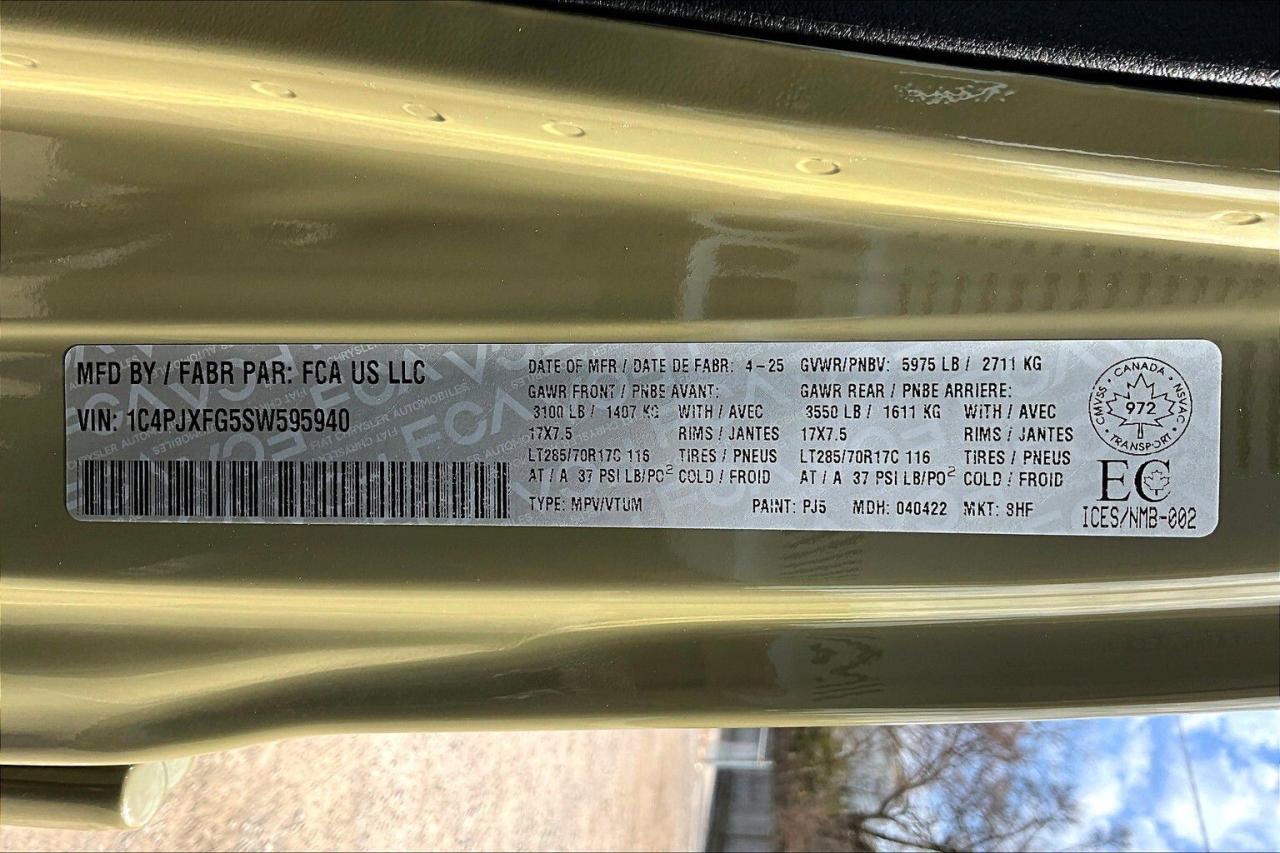 MFD BY / FABR PAR: FCA US LLC
VIN: 1C4PJXFG5SW595940
DATE OF MFR / DATE DE FABR: 4-25 GVWR/PNBV: 5975 LB / 2711 KG
GAWR FRONT / PNBE AVANT: GAWR REAR / PNBE ARRIERE:
3100 LB / 1407 KG WITH / AVEC 3550 LB / 1611 KG WITH / AVEC
17X7.5 RIMS / JANTES 17X7.5 RIMS / JANTES
LT285/70R17C 116 TIRES / PNEUS LT285/70R17C 116 TIRES / PNEUS
AT / A 37 PSI LB/PO² COLD / FROID AT / A 37 PSI LB/PO² COLD / FROID
TYPE: MPV/VTUM PAINT: PJ5 MDH: 040422 MKT: 3HF
CMVSS · CANADA · NSVAC
972
· TRANSPORT ·
EC
ICES/NMB-002